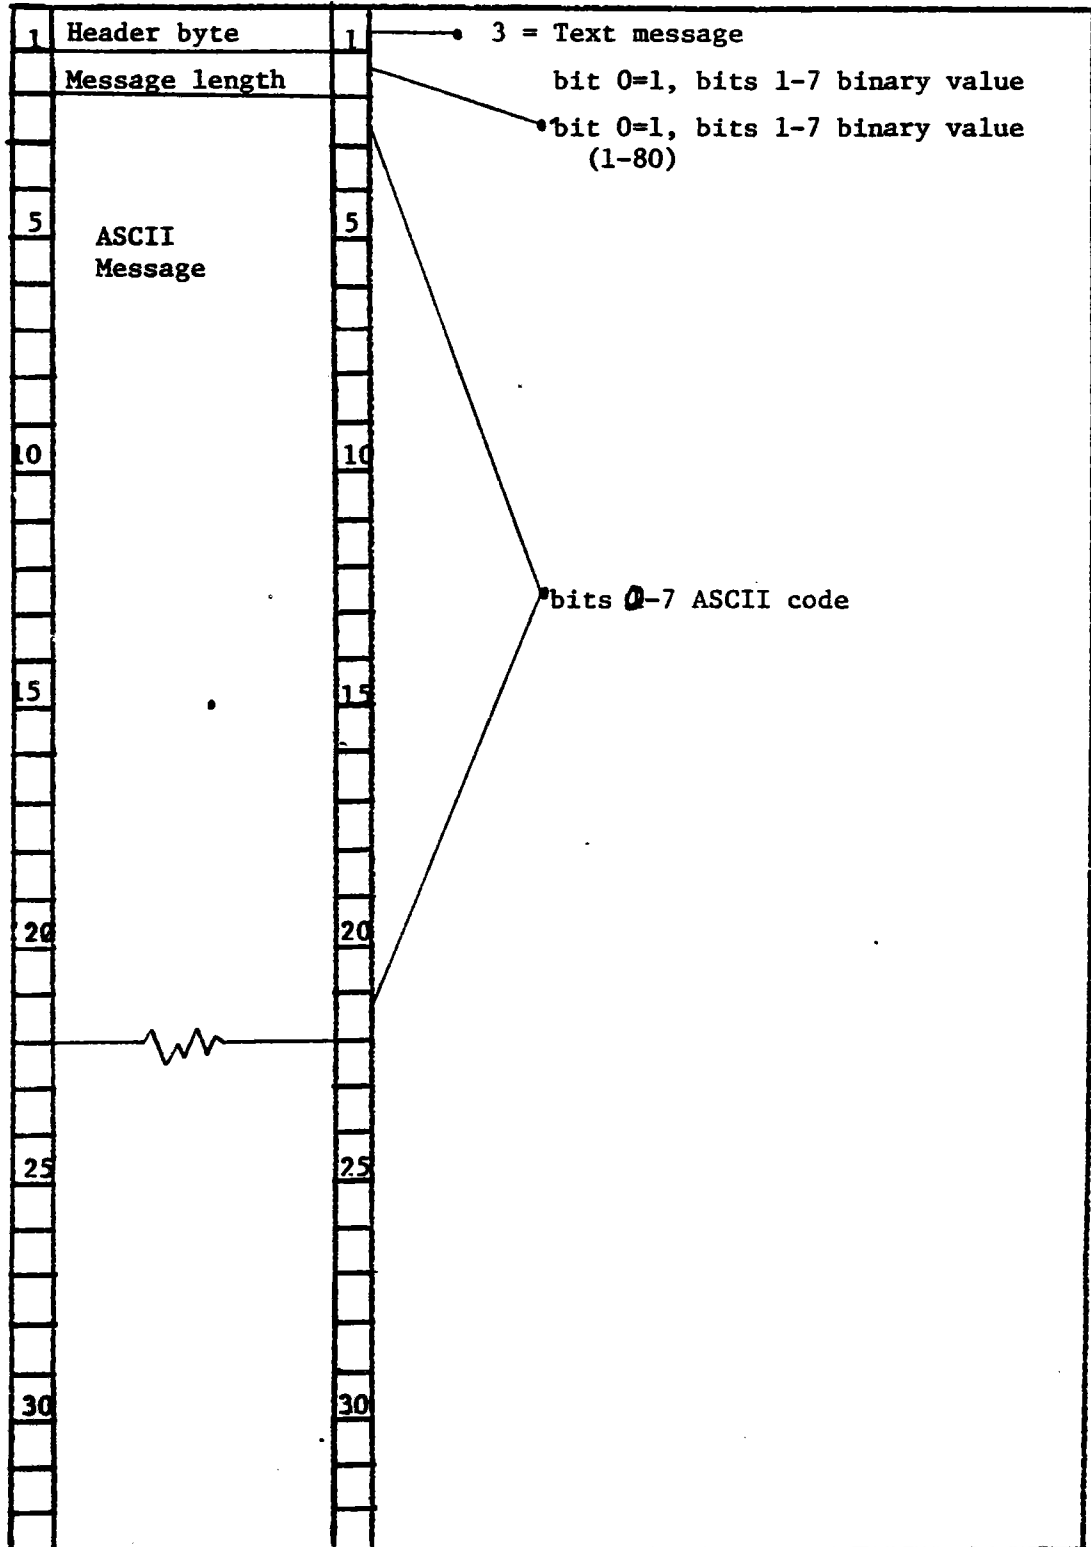 1 Header byte 1 3 = Text message
Message length bit 0=1, bits 1-7 binary value
bit 0=1, bits 1-7 binary value
(1-80)
5 ASCII 5
Message
10 10
bits 0-7 ASCII code
15 15
20 20
25 25
30 30